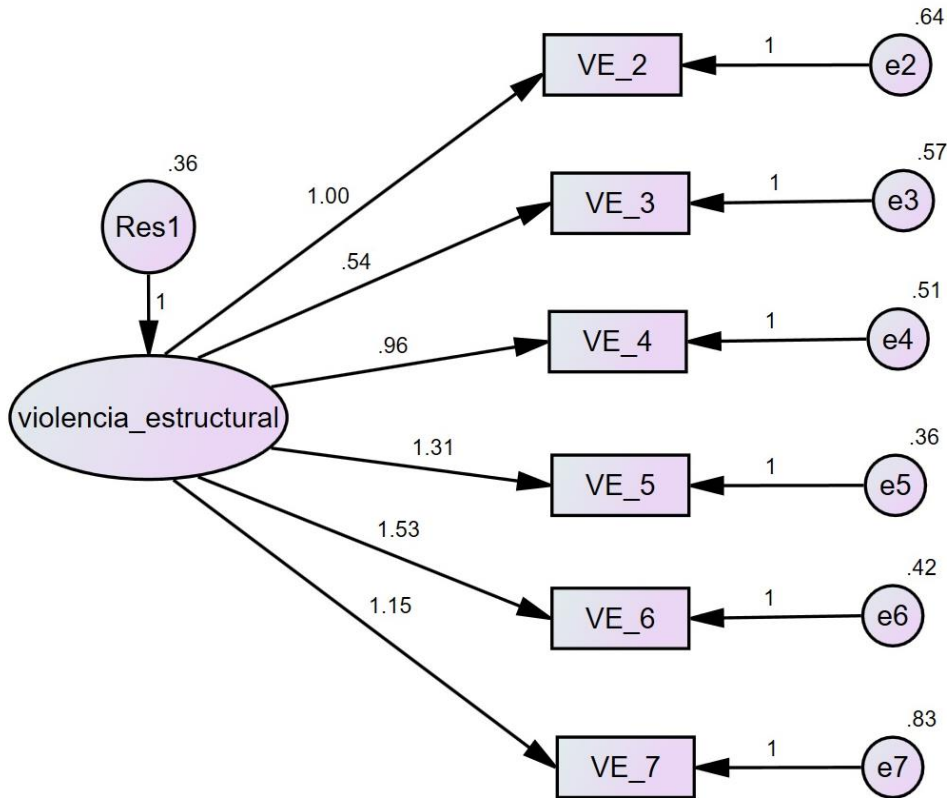 .64
VE_2
1
e2
.36
Res1
1
1.00
.57
VE_3
1
e3
.54
.51
VE_4
1
e4
.96
violencia_estructural
1.31
.36
VE_5
1
e5
1.53
.42
VE_6
1
e6
1.15
.83
VE_7
1
e7